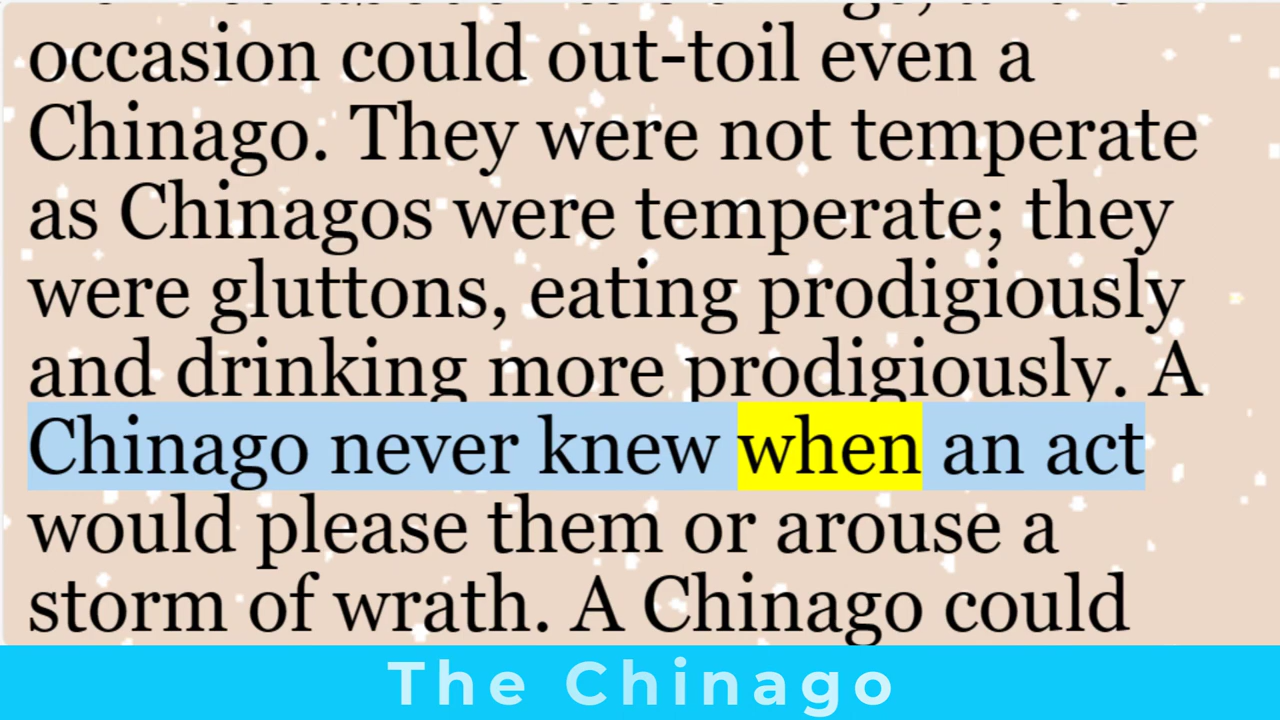 occasion could out-toil even a
Chinago. They were not temperate
as Chinagos were temperate; they
were gluttons, eating prodigiously
and drinking more prodigiously. A
Chinago never knew when an act
would please them or arouse a
storm of wrath. A Chinago could
The Chinago